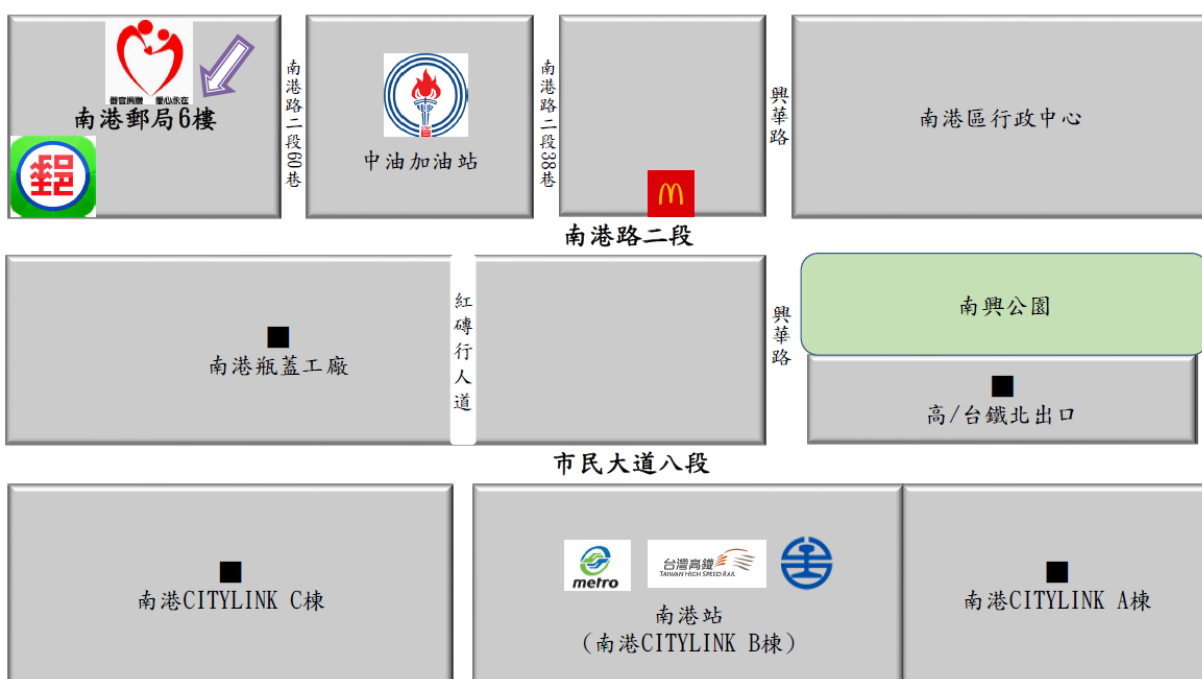 器官捐贈 愛心永在
南港郵局6樓
郵
南港路二段60巷
中油加油站
南港路二段38巷
興華路
南港區行政中心
南港路二段
南港瓶蓋工廠
紅磚行人道
興華路
南興公園
高/台鐵北出口
市民大道八段
南港CITYLINK C棟
metro
台灣高鐵
TAIWAN HIGH SPEED RAIL
南港站
(南港CITYLINK B棟)
南港CITYLINK A棟